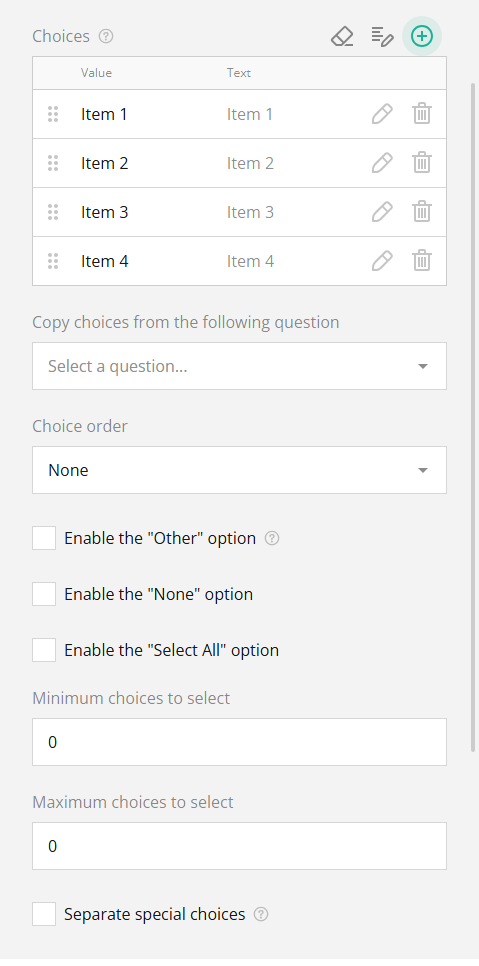 Choices ?
Value Text
Item 1 Item 1
Item 2 Item 2
Item 3 Item 3
Item 4 Item 4
Copy choices from the following question
Select a question...
Choice order
None
Enable the "Other" option ?
Enable the "None" option
Enable the "Select All" option
Minimum choices to select
0
Maximum choices to select
0
Separate special choices ?